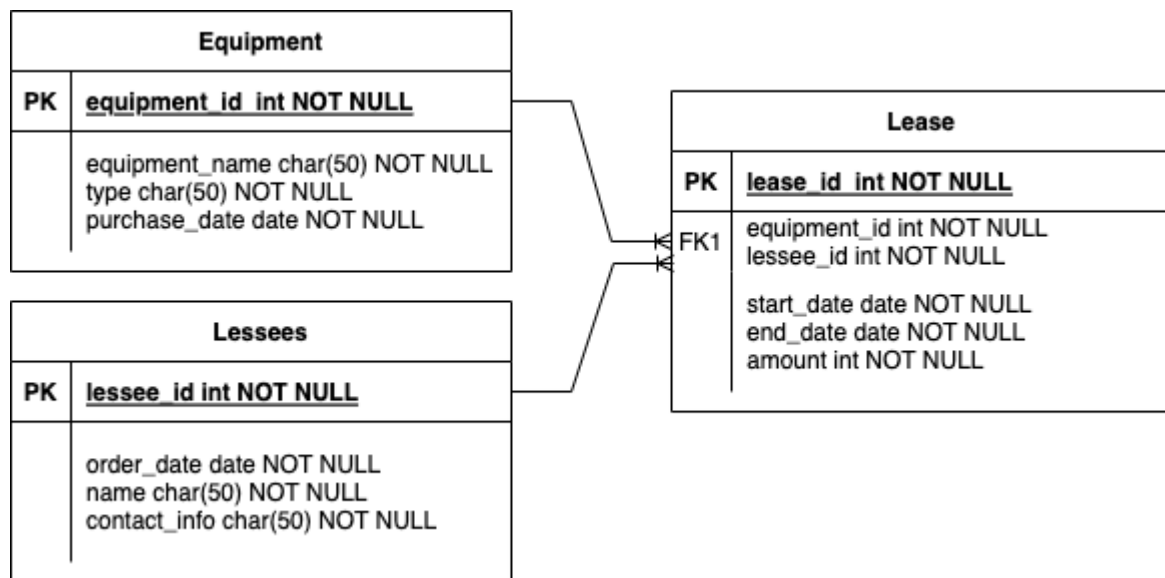 Equipment
PK equipment_id int NOT NULL
equipment_name char(50) NOT NULL
type char(50) NOT NULL
purchase_date date NOT NULL
Lessees
PK lessee_id int NOT NULL
order_date date NOT NULL
name char(50) NOT NULL
contact_info char(50) NOT NULL
Lease
PK lease_id int NOT NULL
FK1 equipment_id int NOT NULL
lessee_id int NOT NULL
start_date date NOT NULL
end_date date NOT NULL
amount int NOT NULL